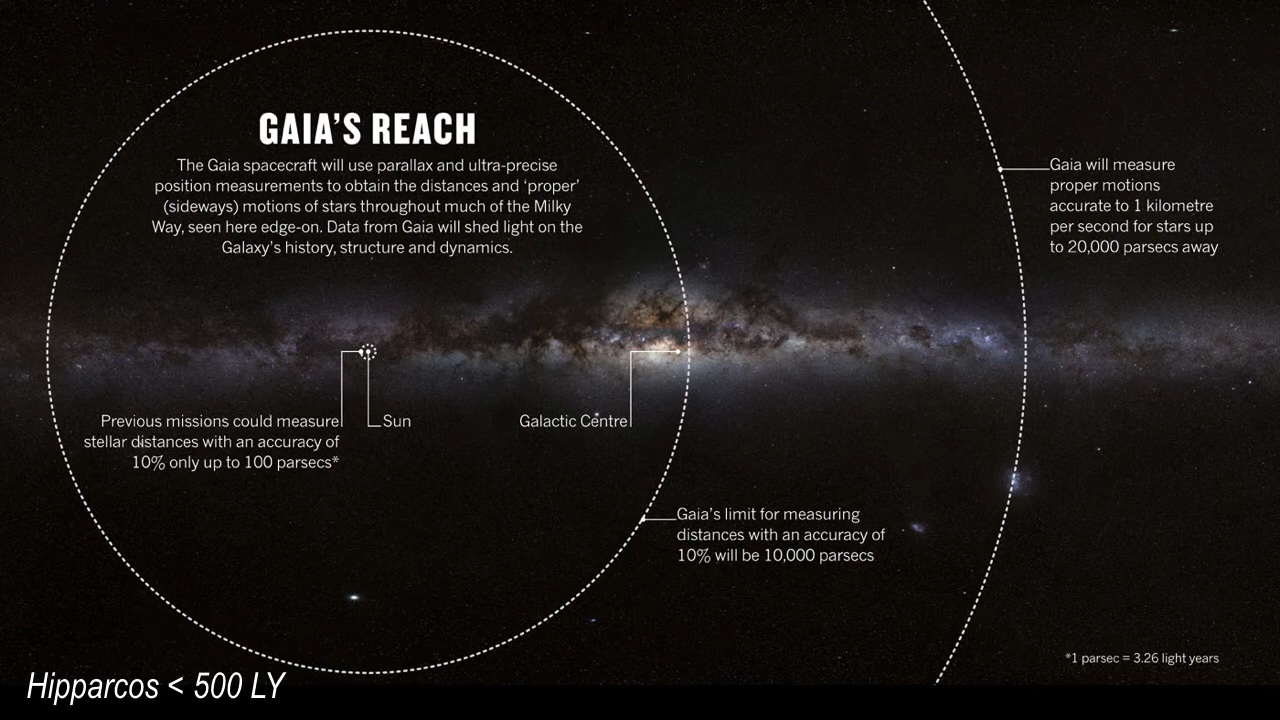 GAIA'S REACH
The Gaia spacecraft will use parallax and ultra-precise
position measurements to obtain the distances and ‘proper’
(sideways) motions of stars throughout much of the Milky
Way, seen here edge-on. Data from Gaia will shed light on the
Galaxy's history, structure and dynamics.
Gaia will measure
proper motions
accurate to 1 kilometre
per second for stars up
to 20,000 parsecs away
Previous missions could measure
stellar distances with an accuracy of
10% only up to 100 parsecs*
Sun
Galactic Centre
Gaia's limit for measuring
distances with an accuracy of
10% will be 10,000 parsecs
*1 parsec = 3.26 light years
Hipparcos < 500 LY